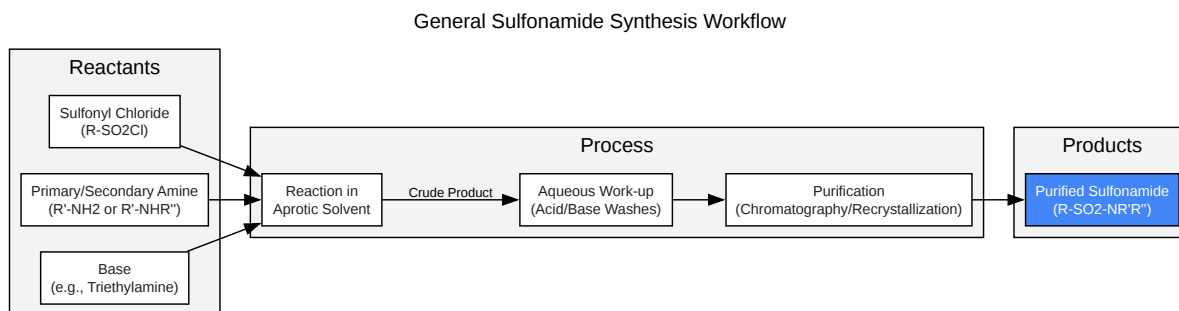 General Sulfonamide Synthesis Workflow
Reactants
Sulfonyl Chloride
(R-SO2Cl)
Primary/Secondary Amine
(R'-NH2 or R'-NHR")
Base
(e.g., Triethylamine)
Process
Reaction in
Aprotic Solvent
Crude Product
Aqueous Work-up
(Acid/Base Washes)
Purification
(Chromatography/Recrystallization)
Products
Purified Sulfonamide
(R-SO2-NR'R")